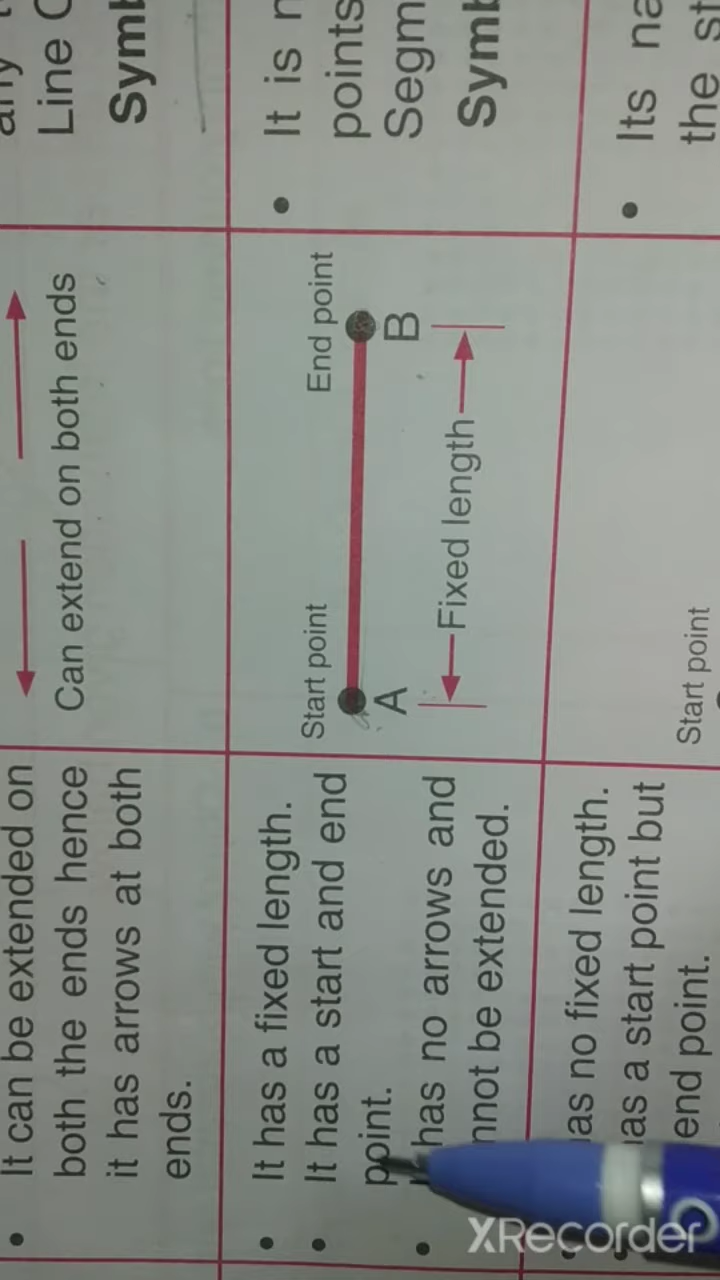 It can be extended on
both the ends hence
it has arrows at both
ends.
Can extend on both ends
Line
Symb
• It has a fixed length.
• It has a start and end
point.
• has no arrows and
nnot be extended.
Start point
End point
A
B
Fixed length
• It is n
points
Segm
Symb
as no fixed length.
as a start point but
end point.
Start point
• Its na
the st
XRecorder